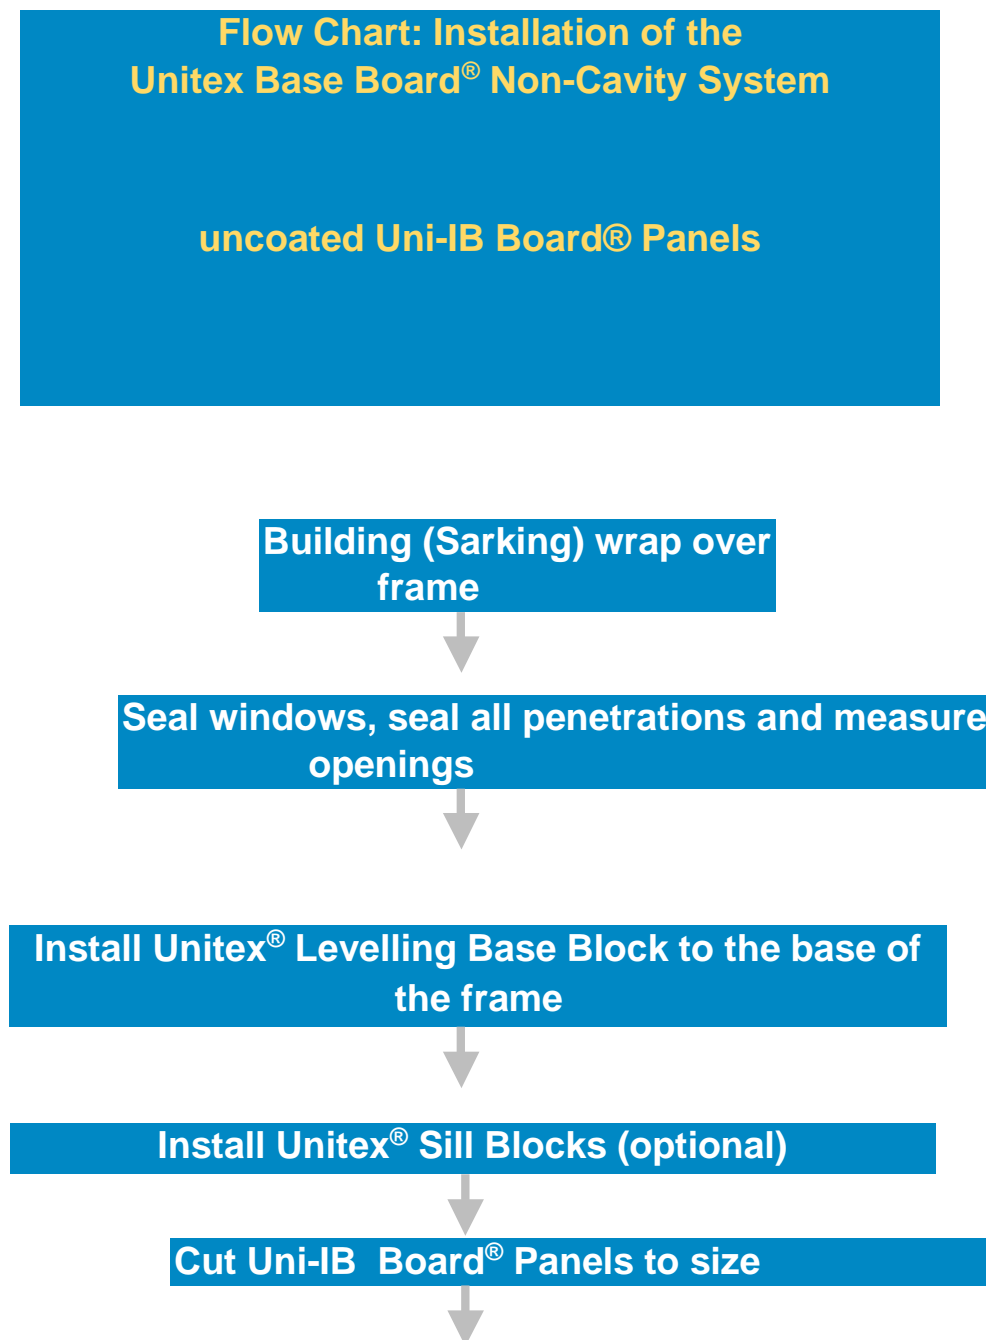 Flow Chart: Installation of the
Unitex Base Board® Non-Cavity System
uncoated Uni-IB Board® Panels
Building (Sarking) wrap over
frame
Seal windows, seal all penetrations and measure
openings
Install Unitex® Levelling Base Block to the base of
the frame
Install Unitex® Sill Blocks (optional)
Cut Uni-IB Board® Panels to size